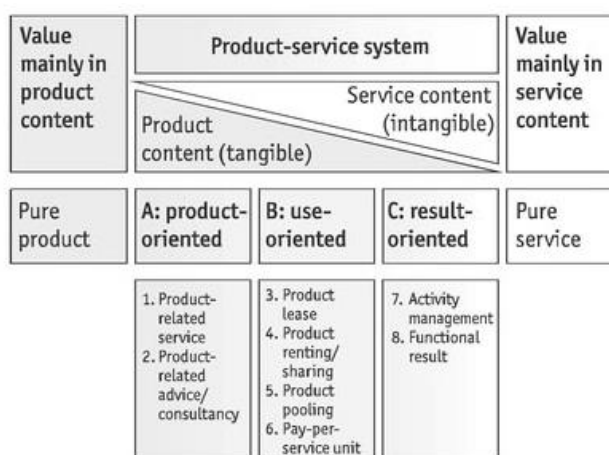 Value
mainly in
product
content
Product-service system
Value
mainly in
service
content
Service content
(intangible)
Product
content (tangible)
Pure
product
A: product-
oriented
B: use-
oriented
C: result-
oriented
Pure
service
1. Product-
related
service
2. Product-
related
advice/
consultancy
3. Product
lease
4. Product
renting/
sharing
5. Product
pooling
6. Pay-per-
service unit
7. Activity
management
8. Functional
result